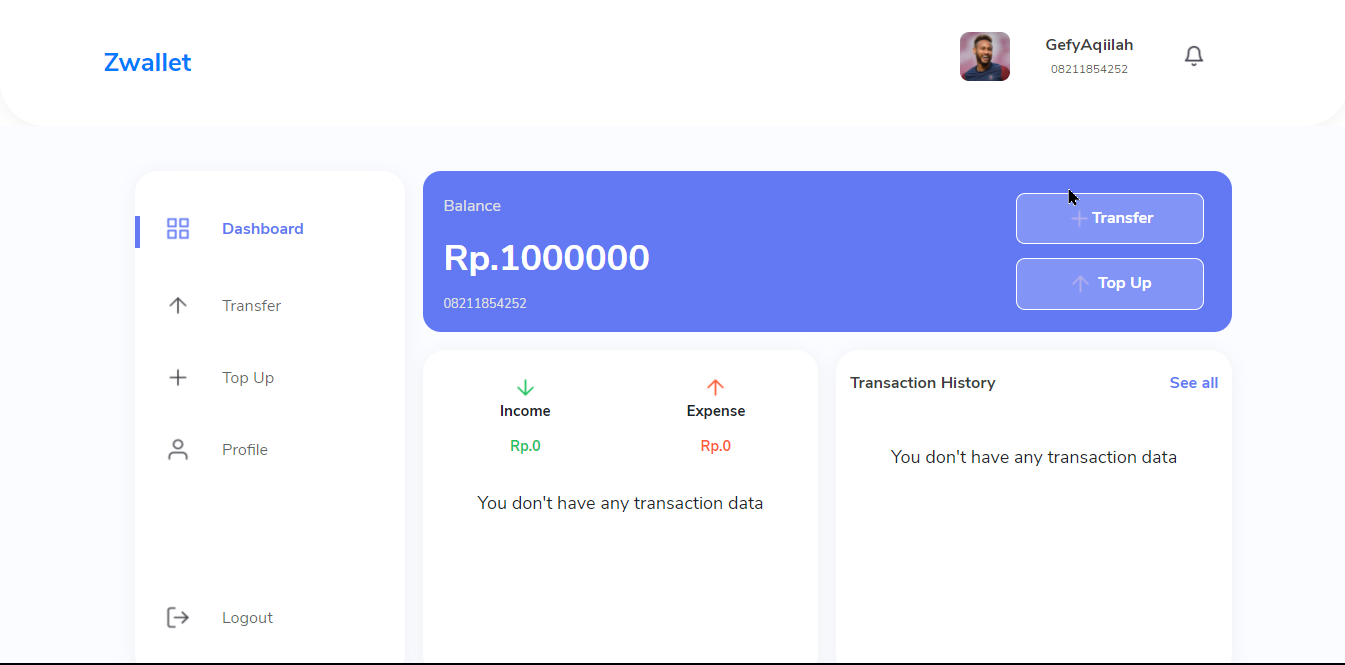 Zwallet
GefyAqiilah
08211854252
Dashboard
Transfer
Top Up
Profile
Logout
Balance
Rp.1000000
08211854252
Transfer
Top Up
Income
Rp.0
Expense
Rp.0
You don't have any transaction data
Transaction History
See all
You don't have any transaction data